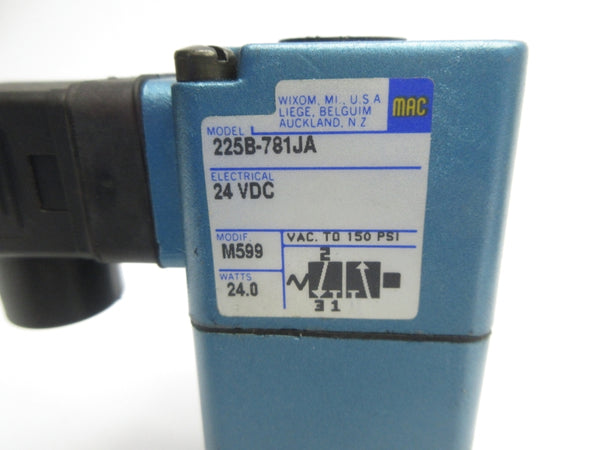 WIXOM, MI., U.S.A
LIEGE, BELGUIM
AUCKLAND, N.Z
MAC
MODEL
225B-781JA
ELECTRICAL
24 VDC
MODIF.
M599
VAC. TO 150 PSI
WATTS
24.0
2
3 1